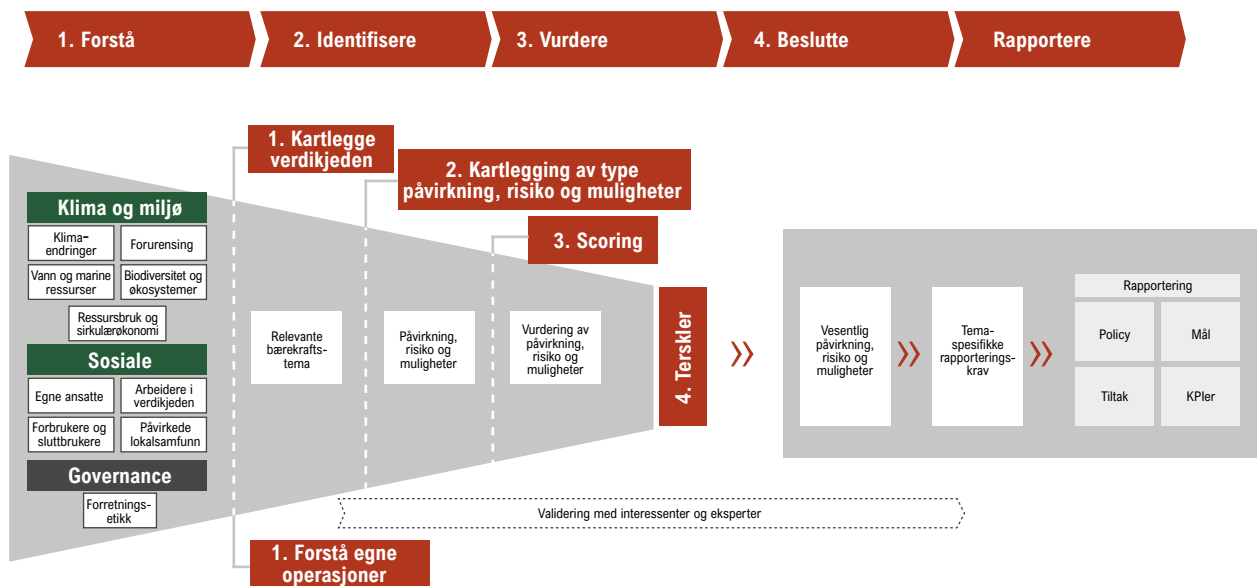 1. Forstå
2. Identifisere
3. Vurdere
4. Beslutte
Rapportere
1. Kartlegge
verdikjeden
2. Kartlegging av type
påvirkning, risiko og muligheter
3. Scoring
Klima og miljø
Klima-
endringer
Forurensing
Vann og marine
ressurser
Biodiversitet og
økosystemer
Ressursbruk og
sirkulærøkonomi
Sosiale
Egne ansatte
Arbeidere i
verdikjeden
Forbrukere og
sluttbrukere
Påvirkede
lokalsamfunn
Governance
Forretnings-
etikk
Relevante
bærekrafts-
tema
Påvirkning,
risiko og
muligheter
Vurdering av
påvirkning,
risiko og
muligheter
4. Terskler
Vesentlig
påvirkning,
risiko og
muligheter
Tema-
spesifikke
rapporterings-
krav
Rapportering
Policy
Mål
Tiltak
KPIer
Validering med interessenter og eksperter
1. Forstå egne
operasjoner